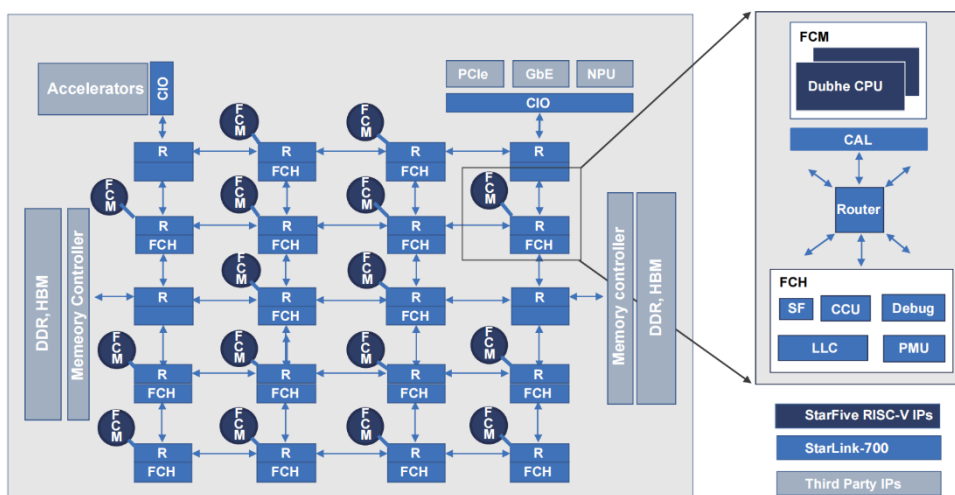 Accelerators
CIO
PCIe
GbE
NPU
CIO
FCM
FCM
R
R
FCH
R
FCH
R
FCM
FCM
FCM
FCM
R
FCH
R
FCH
R
FCH
R
FCH
DDR, HBM
Memeory Controller
FCM
FCM
R
R
FCH
R
FCH
R
Memory controller
DDR, HBM
FCM
FCM
FCM
FCM
R
FCH
R
FCH
R
FCH
R
FCH
FCM
FCM
FCM
FCM
R
FCH
R
FCH
R
FCH
R
FCH
FCM
Dubhe CPU
CAL
Router
FCH
SF
CCU
Debug
LLC
PMU
StarFive RISC-V IPs
StarLink-700
Third Party IPs